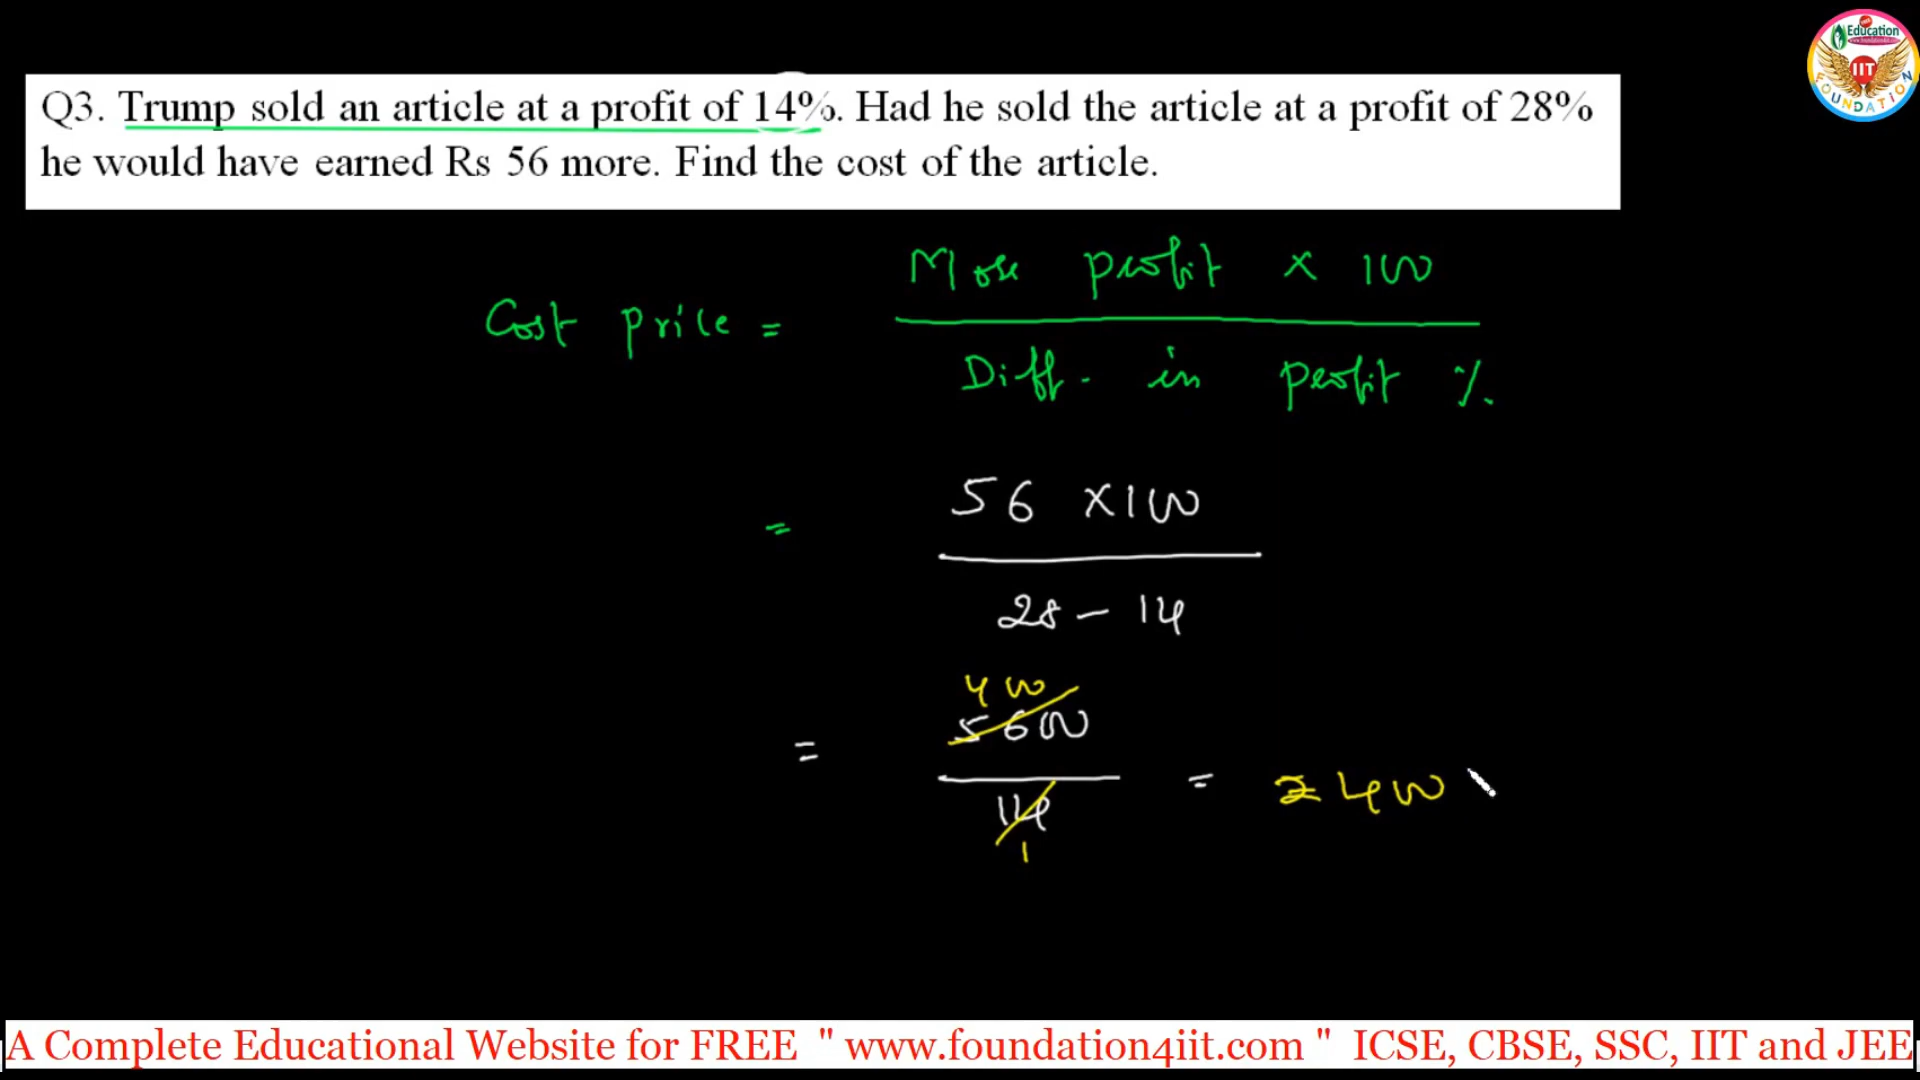 Education
www.foundation4iit.com
IIT
FOUNDATION
Q3. Trump sold an article at a profit of 14%. Had he sold the article at a profit of 28%
he would have earned Rs 56 more. Find the cost of the article.
More profit × 100
Cost price =
Diff. in profit %.
56 ×100
=
28 - 14
400
5600
= = ₹ 400
14
1
A Complete Educational Website for FREE " www.foundation4iit.com " ICSE, CBSE, SSC, IIT and JEE